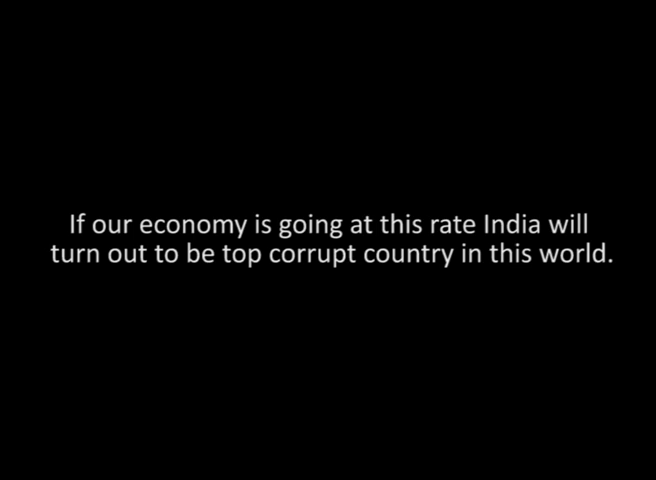 If our economy is going at this rate India will
turn out to be top corrupt country in this world.